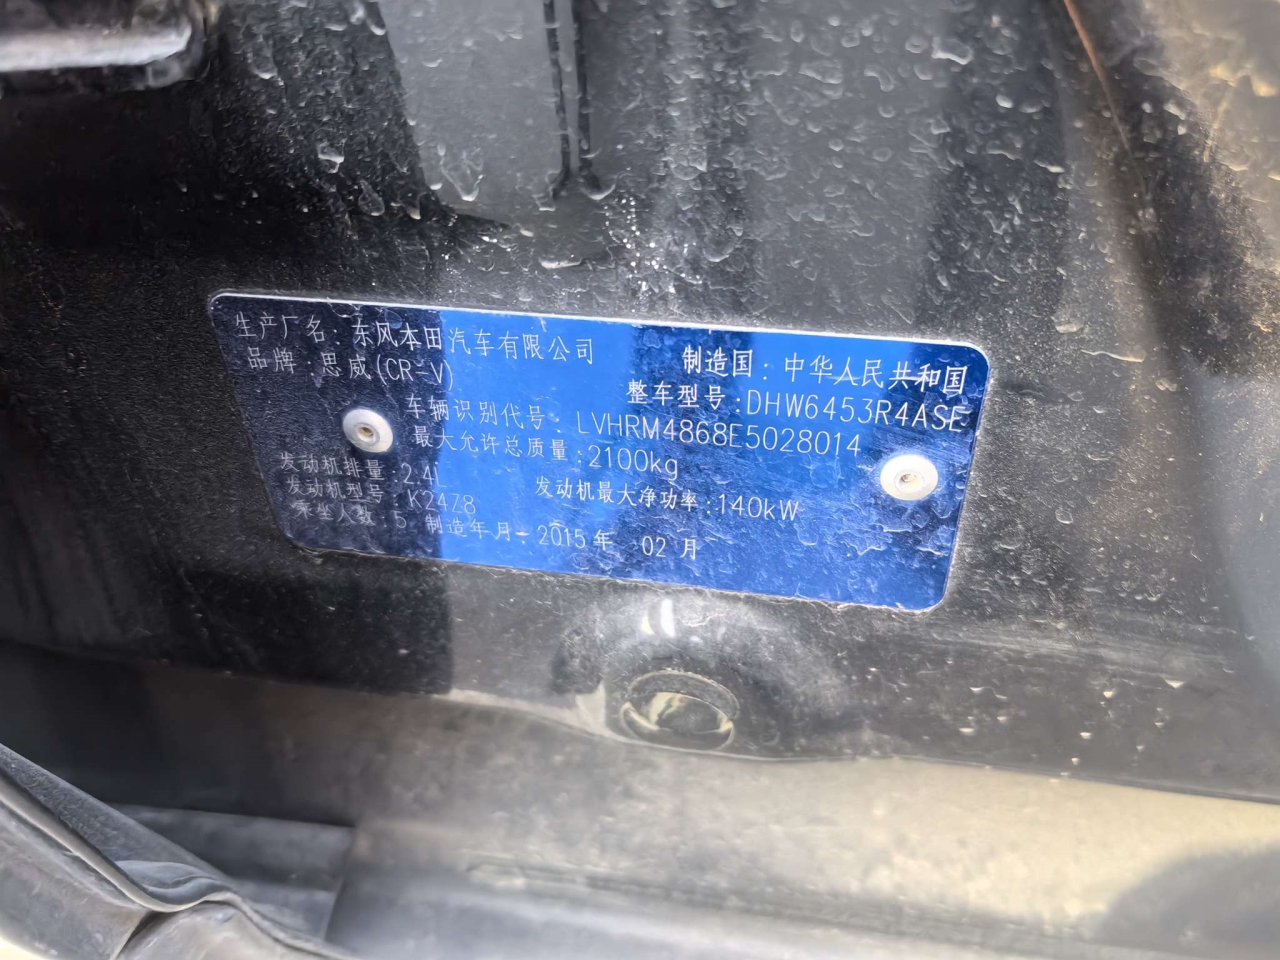 生产厂名：东风本田汽车有限公司
制造国：中华人民共和国
品牌：思威(CR-V)
整车型号：DHW6453R4ASE
车辆识别代号：LVHRM4868E5028014
最大允许总质量：2100kg
发动机排量：2.4L
发动机最大净功率：140kW
发动机型号：K24Z8
乘坐人数：5 制造年月：2015年 02月